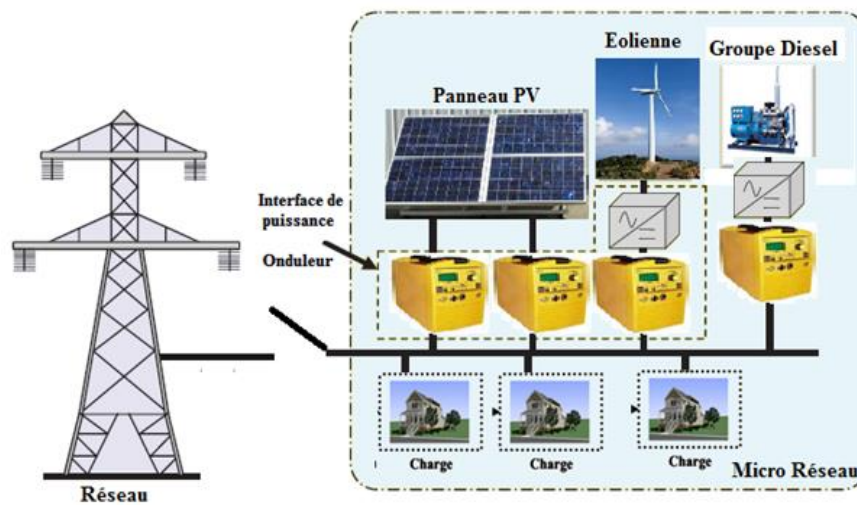 Eolienne
Groupe Diesel
Panneau PV
Interface de
puissance
Onduleur
Charge
Charge
Charge
Micro Réseau
Réseau